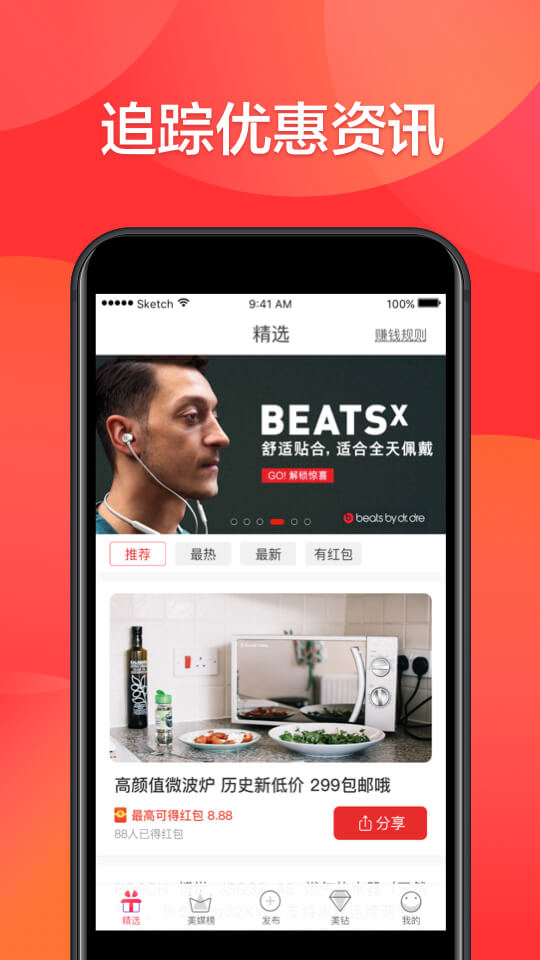 追踪优惠资讯
Sketch 9:41 AM 100%
精选 赚钱规则
BEATSX
舒适贴合, 适合全天佩戴
GO! 解锁惊喜
beats by dr. dre
推荐 最热 最新 有红包
高颜值微波炉 历史新低价 299包邮哦
最高可得红包 8.88
88人已得红包
分享
精选 美媒榜 发布 美钻 我的